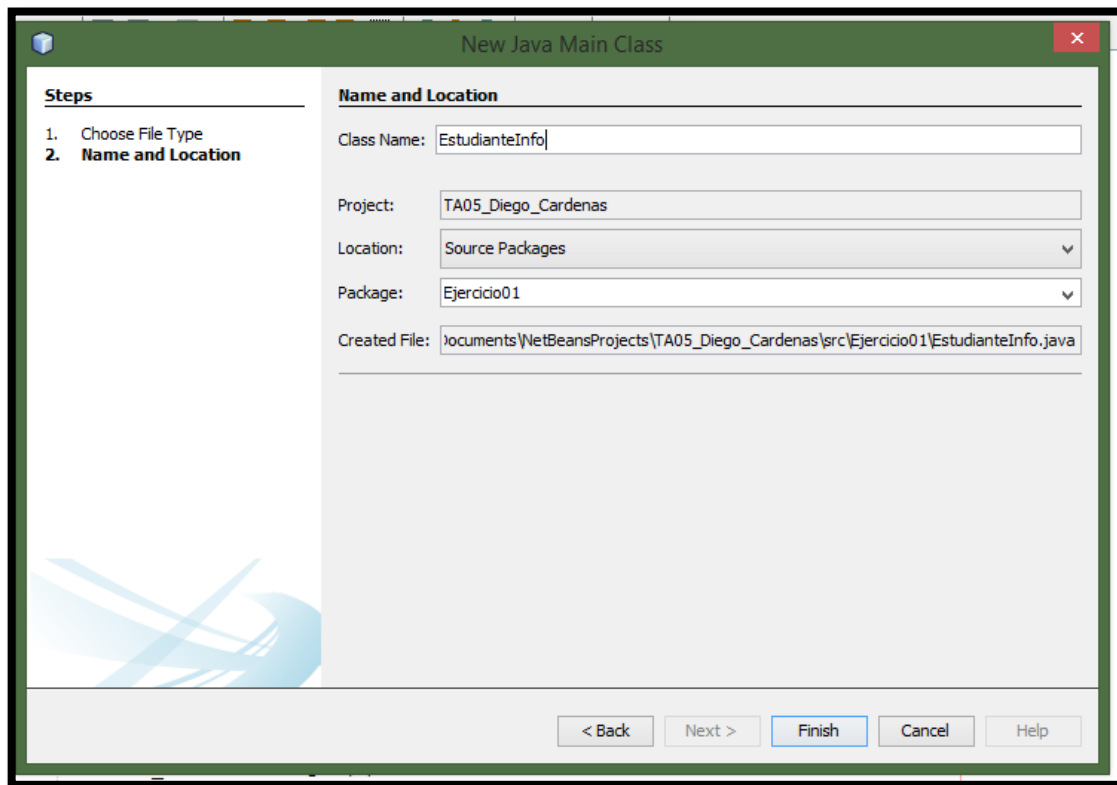 New Java Main Class
Steps
1. Choose File Type
2. Name and Location
Name and Location
Class Name: EstudianteInfo
Project: TA05_Diego_Cardenas
Location: Source Packages
Package: Ejercicio01
Created File: \NetBeansProjects\TA05_Diego_Cardenas\src\Ejercicio01\EstudianteInfo.java
< Back Next > Finish Cancel Help